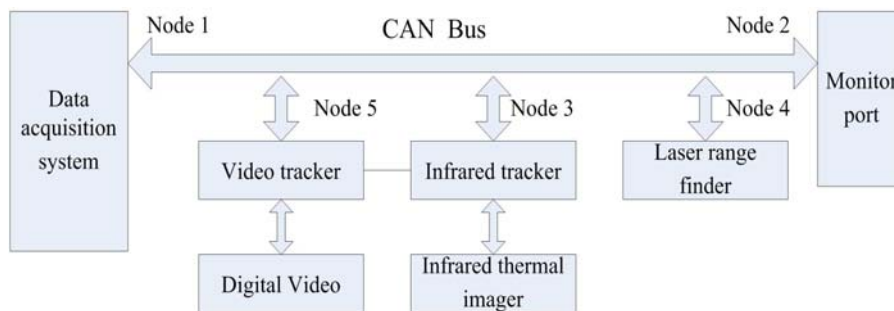 Node 1
CAN Bus
Node 2
Data
acquisition
system
Monitor
port
Node 5
Node 3
Node 4
Video tracker
Infrared tracker
Laser range
finder
Digital Video
Infrared thermal
imager